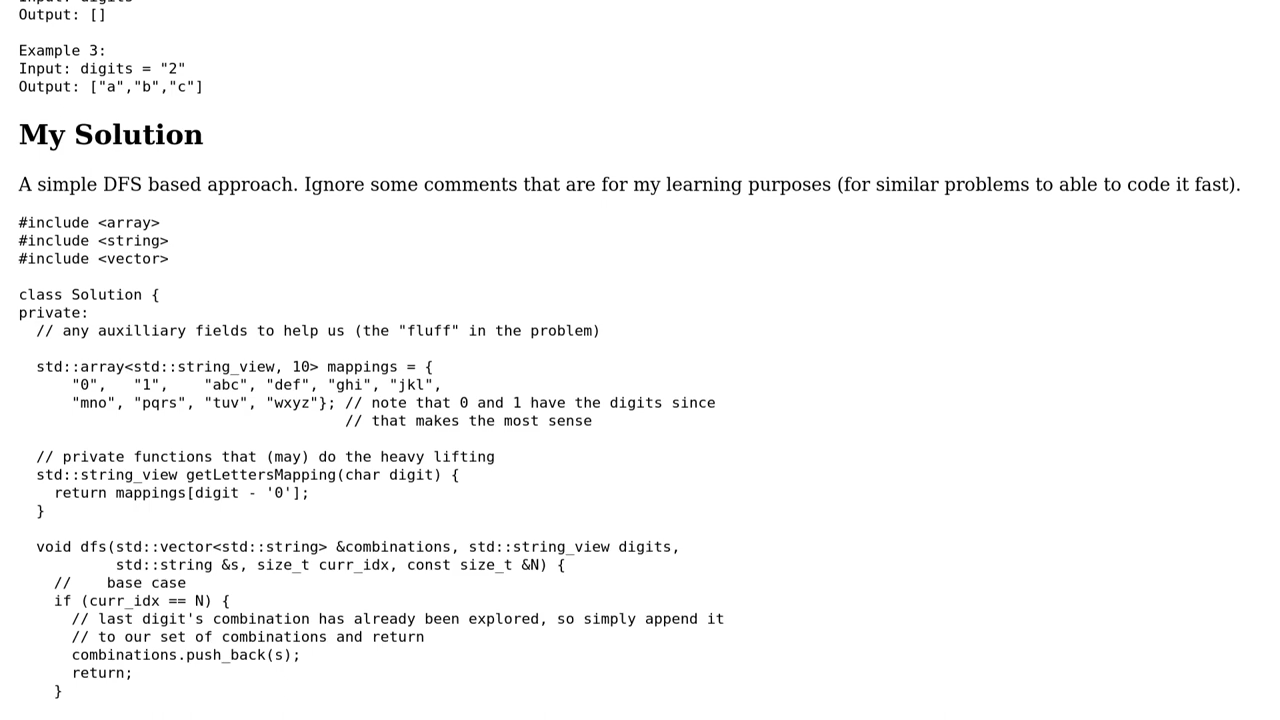 Output: []
Example 3:
Input: digits = "2"
Output: ["a","b","c"]
My Solution
A simple DFS based approach. Ignore some comments that are for my learning purposes (for similar problems to able to code it fast).
#include <array>
#include <string>
#include <vector>
class Solution {
private:
  // any auxilliary fields to help us (the "fluff" in the problem)
  std::array<std::string_view, 10> mappings = {
      "0",   "1",     "abc", "def", "ghi", "jkl",
      "mno", "pqrs", "tuv", "wxyz"}; // note that 0 and 1 have the digits since
                                     // that makes the most sense
  // private functions that (may) do the heavy lifting
  std::string_view getLettersMapping(char digit) {
    return mappings[digit - '0'];
  }
  void dfs(std::vector<std::string> &combinations, std::string_view digits,
           std::string &s, size_t curr_idx, const size_t &N) {
    //    base case
    if (curr_idx == N) {
      // last digit's combination has already been explored, so simply append it
      // to our set of combinations and return
      combinations.push_back(s);
      return;
    }